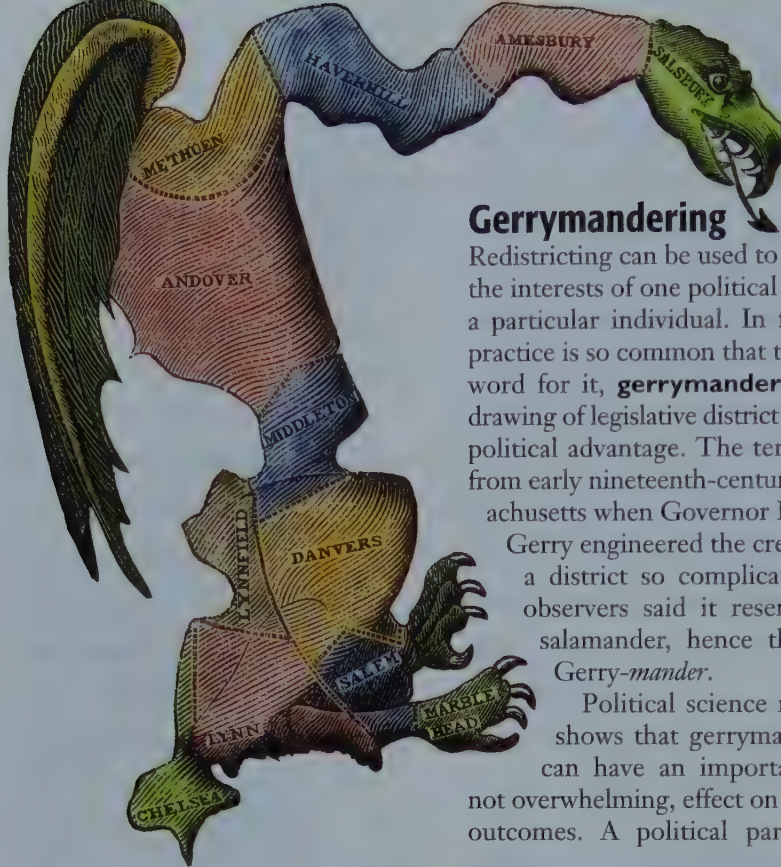 AMESBURY
HAVERHILL
SALSBURY
METHUEN
ANDOVER
MIDDLETON
LYNNFIELD
DANVERS
SALEM
LYNN
MARBLE
HEAD
CHELSEA
Gerrymandering
Redistricting can be used to
the interests of one political
a particular individual. In
practice is so common that
word for it, gerrymander
drawing of legislative district
political advantage. The
from early nineteenth-centur
achusetts when Governor
Gerry engineered the cre
a district so complica
observers said it rese
salamander, hence
Gerry-mander.
Political science
shows that gerryma
can have an importa
not overwhelming, effect on
outcomes. A political par